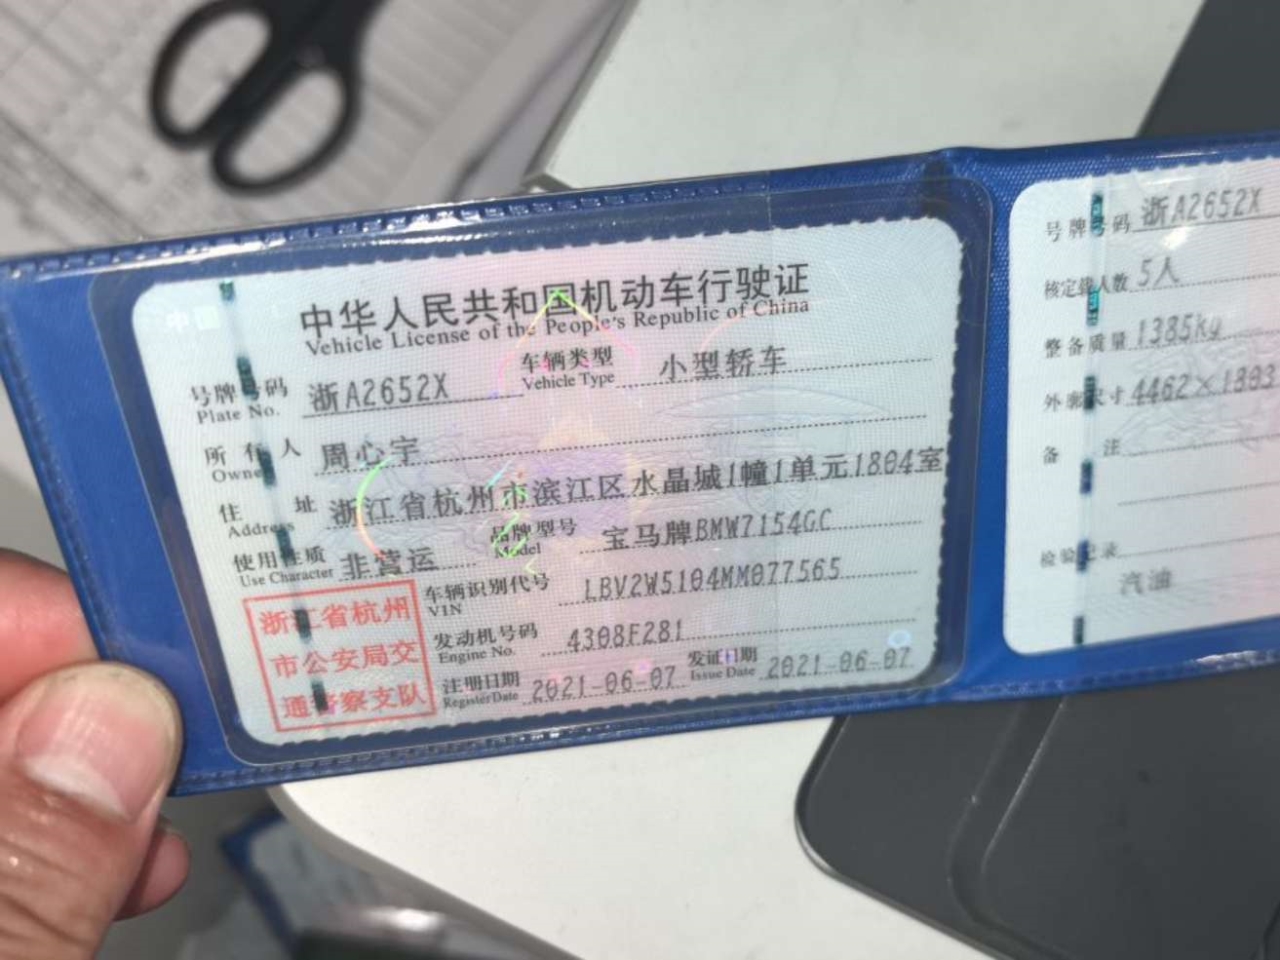 中华人民共和国机动车行驶证
Vehicle License of the People's Republic of China
号牌号码 浙A2652X 车辆类型 小型轿车
Plate No. Vehicle Type
所有人 周心宇
Owner
住址 浙江省杭州市滨江区水晶城1幢1单元1804室
Address
使用性质 非营运 品牌型号 宝马牌BMW7154GC
Use Character Model
车辆识别代号 LBV2W5104MM077565
VIN
发动机号码 4308F281
Engine No.
注册日期 2021-06-07 发证日期 2021-06-07
Register Date Issue Date
浙江省杭州
市公安局交
通警察支队
号牌号码 浙A2652X
核定载人数 5人
整备质量 1385kg
外廓尺寸 4462×1803
备注
检验记录
汽油